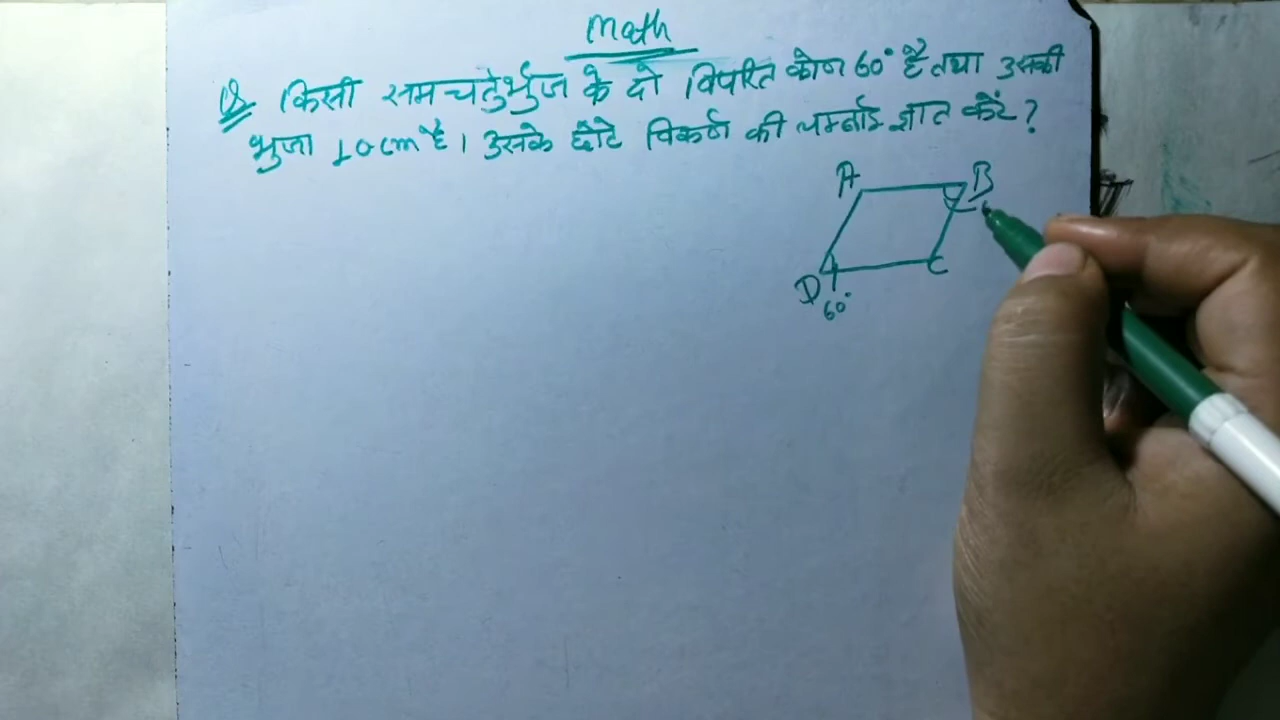 Math
Q किसी समचतुर्भुज के दो विपरित कोण 60° है तथा उसकी
भुजा 10cm है। उसके छोटे विकर्ण की लम्बाई ज्ञात करें?
A B
D C
60°